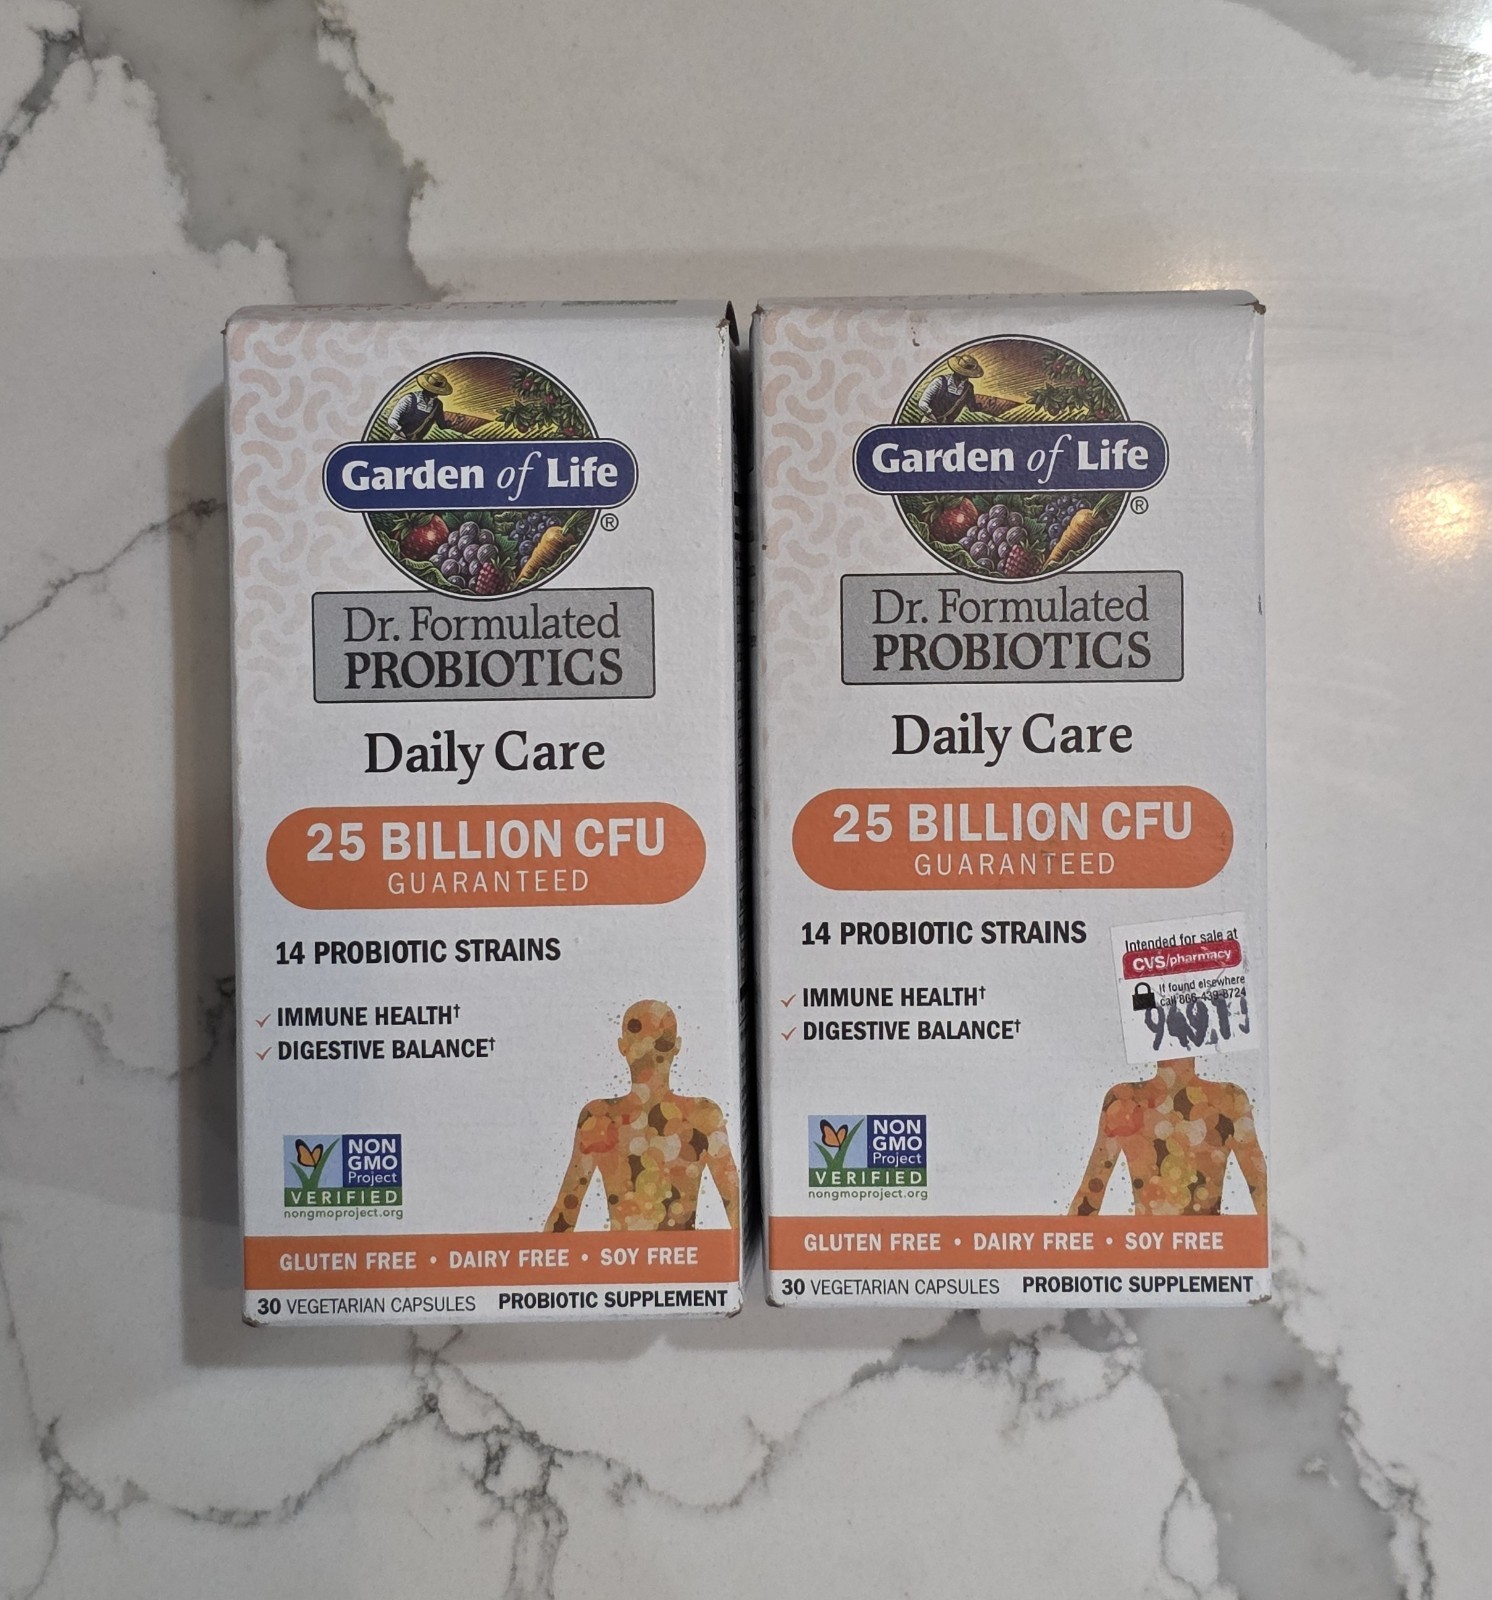 Garden of Life
®
Dr. Formulated
PROBIOTICS
Daily Care
25 BILLION CFU
GUARANTEED
14 PROBIOTIC STRAINS
IMMUNE HEALTH†
DIGESTIVE BALANCE†
NON
GMO
Project
VERIFIED
nongmoproject.org
GLUTEN FREE • DAIRY FREE • SOY FREE
30 VEGETARIAN CAPSULES PROBIOTIC SUPPLEMENT
Garden of Life
®
Dr. Formulated
PROBIOTICS
Daily Care
25 BILLION CFU
GUARANTEED
14 PROBIOTIC STRAINS
Intended for sale at
CVS/pharmacy
If found elsewhere
call 866-439-8724
IMMUNE HEALTH†
DIGESTIVE BALANCE†
NON
GMO
Project
VERIFIED
nongmoproject.org
GLUTEN FREE • DAIRY FREE • SOY FREE
30 VEGETARIAN CAPSULES PROBIOTIC SUPPLEMENT